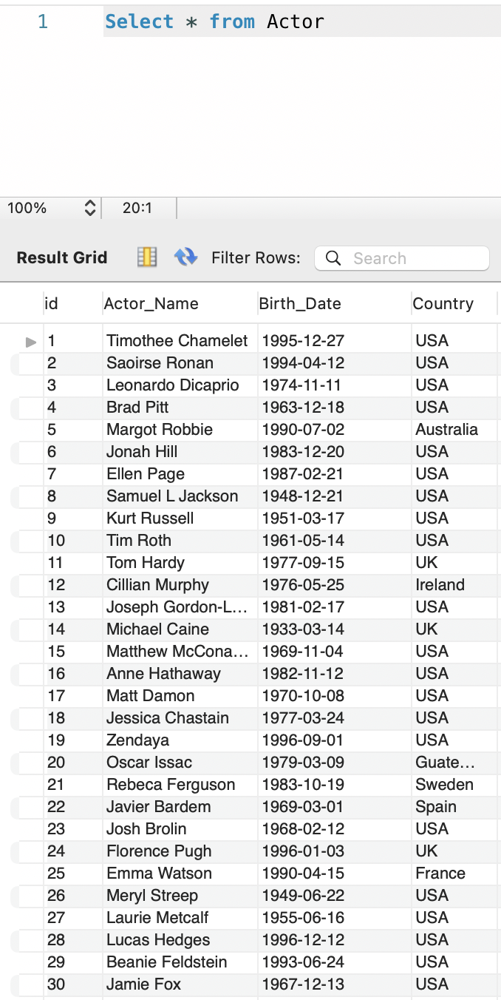 1 Select * from Actor
100% 20:1
Result Grid Filter Rows: Search
id Actor_Name Birth_Date Country
1 Timothee Chamelet 1995-12-27 USA
2 Saoirse Ronan 1994-04-12 USA
3 Leonardo Dicaprio 1974-11-11 USA
4 Brad Pitt 1963-12-18 USA
5 Margot Robbie 1990-07-02 Australia
6 Jonah Hill 1983-12-20 USA
7 Ellen Page 1987-02-21 USA
8 Samuel L Jackson 1948-12-21 USA
9 Kurt Russell 1951-03-17 USA
10 Tim Roth 1961-05-14 USA
11 Tom Hardy 1977-09-15 UK
12 Cillian Murphy 1976-05-25 Ireland
13 Joseph Gordon-L... 1981-02-17 USA
14 Michael Caine 1933-03-14 UK
15 Matthew McCona... 1969-11-04 USA
16 Anne Hathaway 1982-11-12 USA
17 Matt Damon 1970-10-08 USA
18 Jessica Chastain 1977-03-24 USA
19 Zendaya 1996-09-01 USA
20 Oscar Issac 1979-03-09 Guate...
21 Rebeca Ferguson 1983-10-19 Sweden
22 Javier Bardem 1969-03-01 Spain
23 Josh Brolin 1968-02-12 USA
24 Florence Pugh 1996-01-03 UK
25 Emma Watson 1990-04-15 France
26 Meryl Streep 1949-06-22 USA
27 Laurie Metcalf 1955-06-16 USA
28 Lucas Hedges 1996-12-12 USA
29 Beanie Feldstein 1993-06-24 USA
30 Jamie Fox 1967-12-13 USA